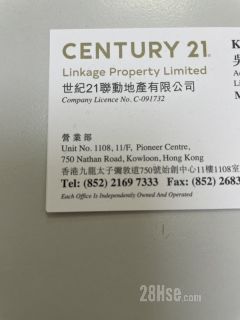 CENTURY 21
Linkage Property Limited
世紀21聯動地產有限公司
Company Licence No. C-091732
K
吳
A
Li
M
營業部
Unit No. 1108, 11/F, Pioneer Centre,
750 Nathan Road, Kowloon, Hong Kong
香港九龍太子彌敦道750號始創中心11樓1108室
Tel: (852) 2169 7333 Fax: (852) 2683
Each Office Is Independently Owned And Operated
28Hse.com